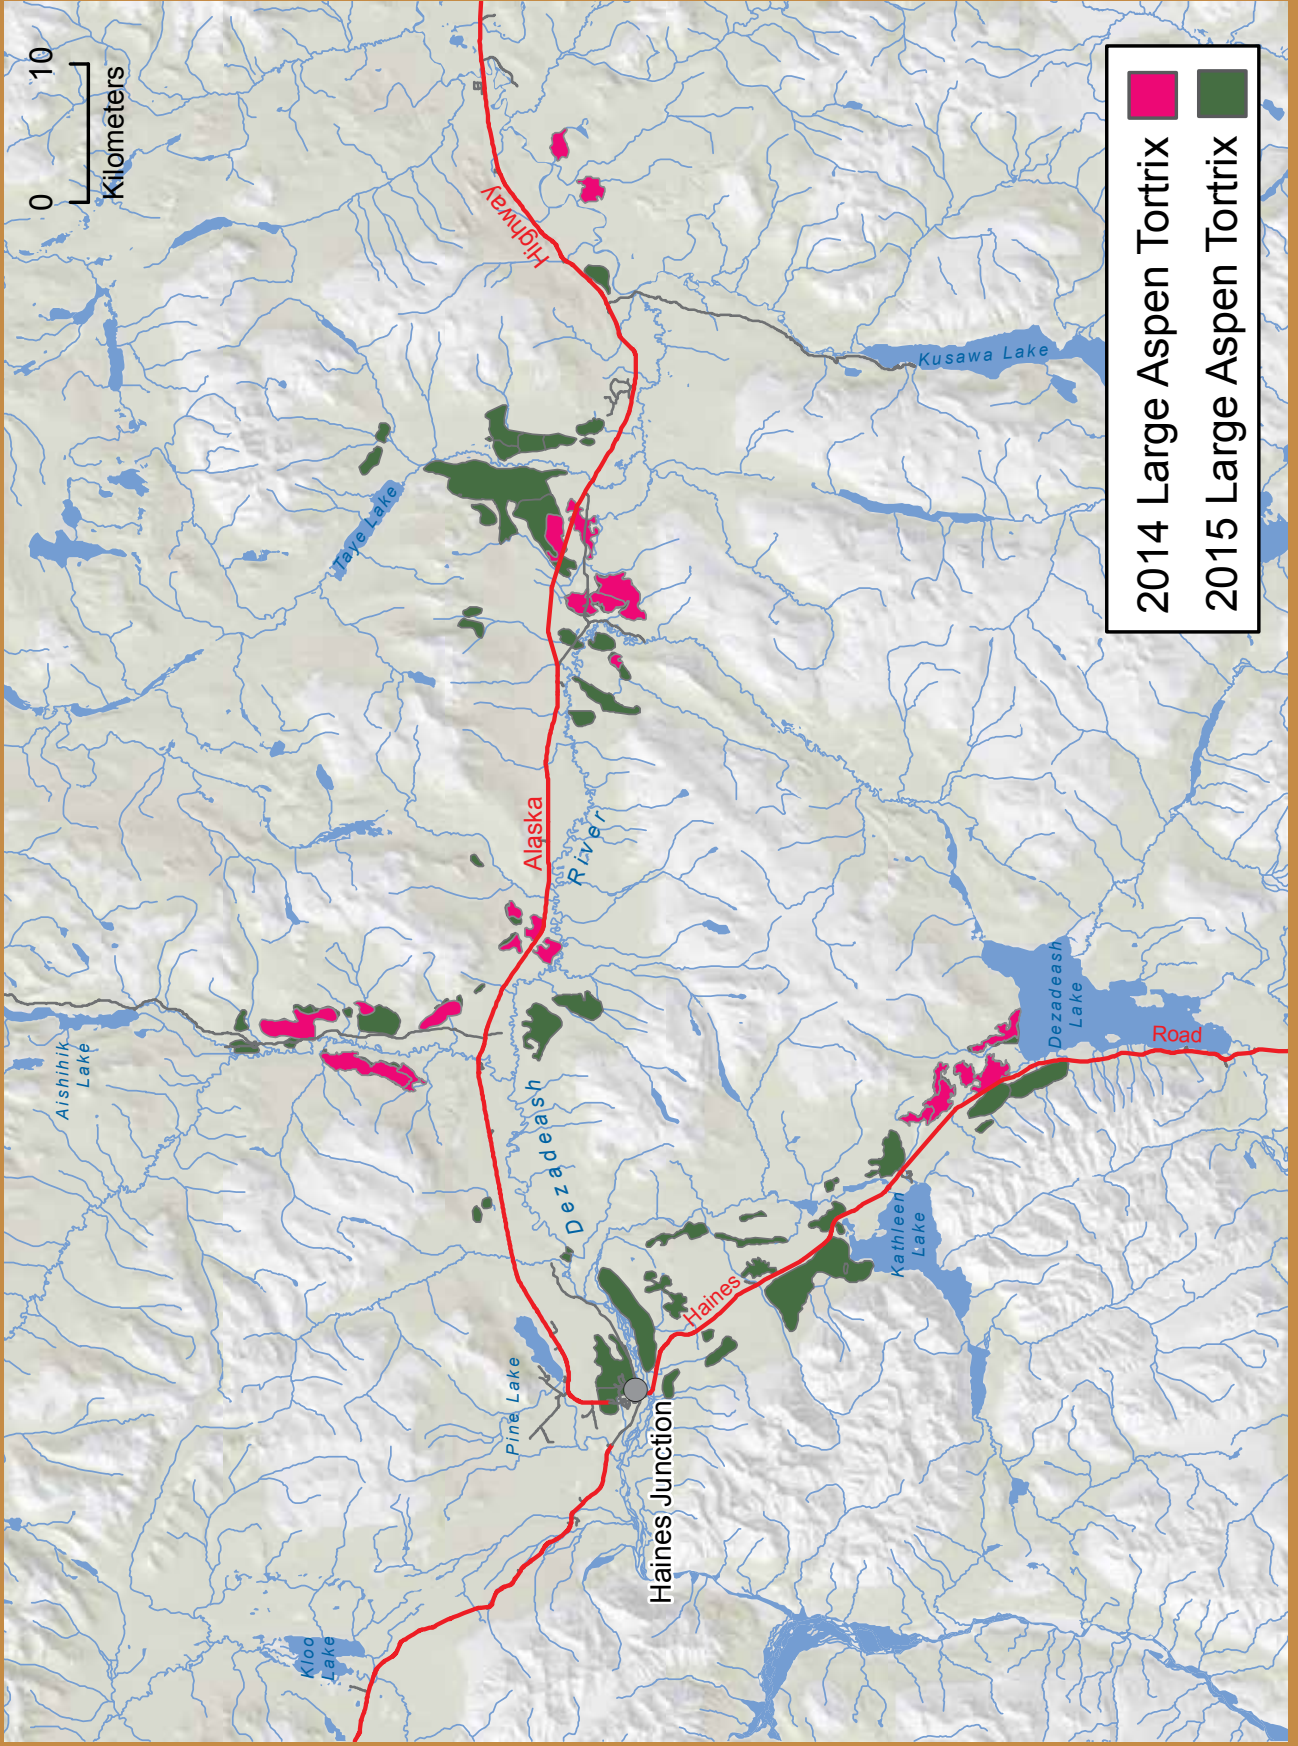 0 10
Kilometers
Aishihik
Lake
Taye Lake
Kloo
Lake
Pine Lake
Alaska
Highway
Dezadeash
River
Haines Junction
Haines
Road
Kathleen
Lake
Dezadeash
Lake
Kusawa Lake
2014 Large Aspen Tortrix
2015 Large Aspen Tortrix